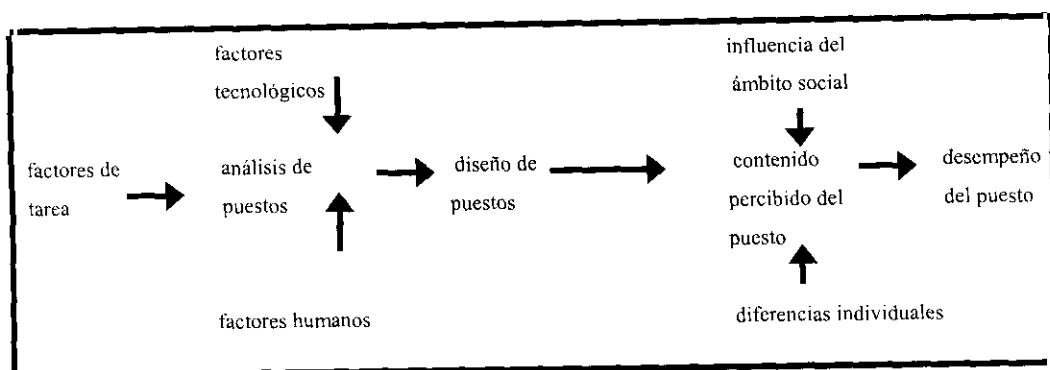 factores
tecnológicos
influencia del
ámbito social
factores de
tarea
análisis de
puestos
diseño de
puestos
contenido
percibido del
puesto
desempeño
del puesto
factores humanos
diferencias individuales